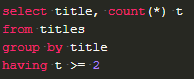 select title, count(*) t
from titles
group by title
having t >= 2